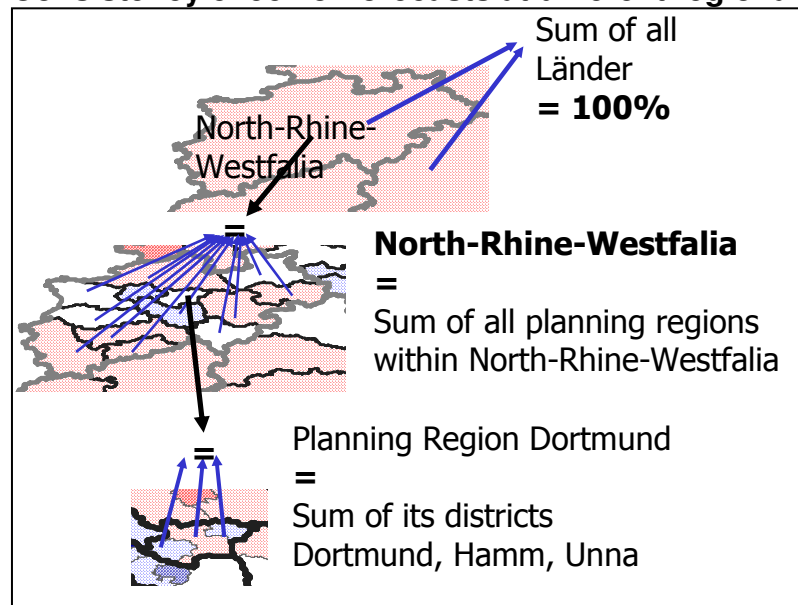 Sum of all
Länder
= 100%
North-Rhine-
Westfalia
=
North-Rhine-Westfalia
=
Sum of all planning regions
within North-Rhine-Westfalia
=
Planning Region Dortmund
=
Sum of its districts
Dortmund, Hamm, Unna